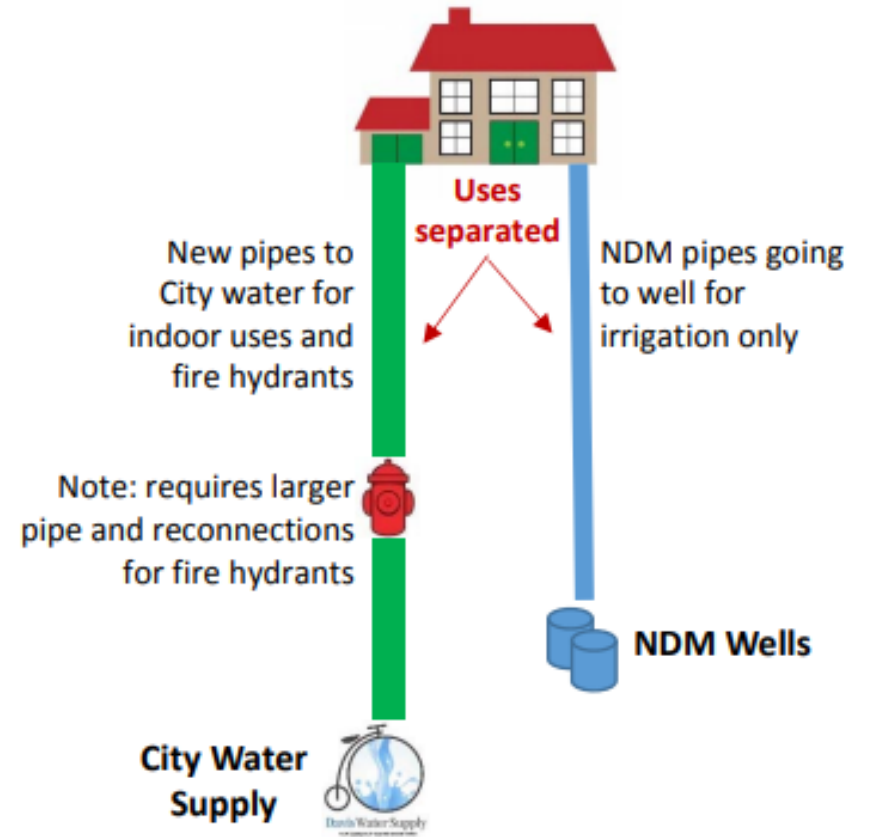 Uses
separated
New pipes to
City water for
indoor uses and
fire hydrants
NDM pipes going
to well for
irrigation only
Note: requires larger
pipe and reconnections
for fire hydrants
NDM Wells
City Water
Supply
Davis Water Supply